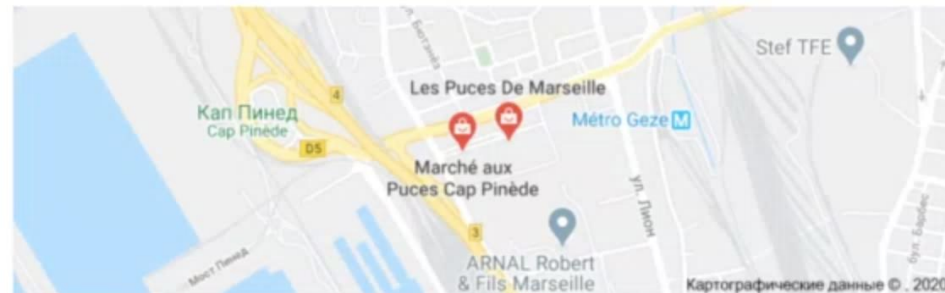 Stef TFE
4
Les Puces De Marseille
Кап Пинед
Cap Pinède
Métro Geze M
D5
Marché aux
Puces Cap Pinède
ул. Лион
3
Мост Пинед
ARNAL Robert
& Fils Marseille
Картографические данные © , 2020